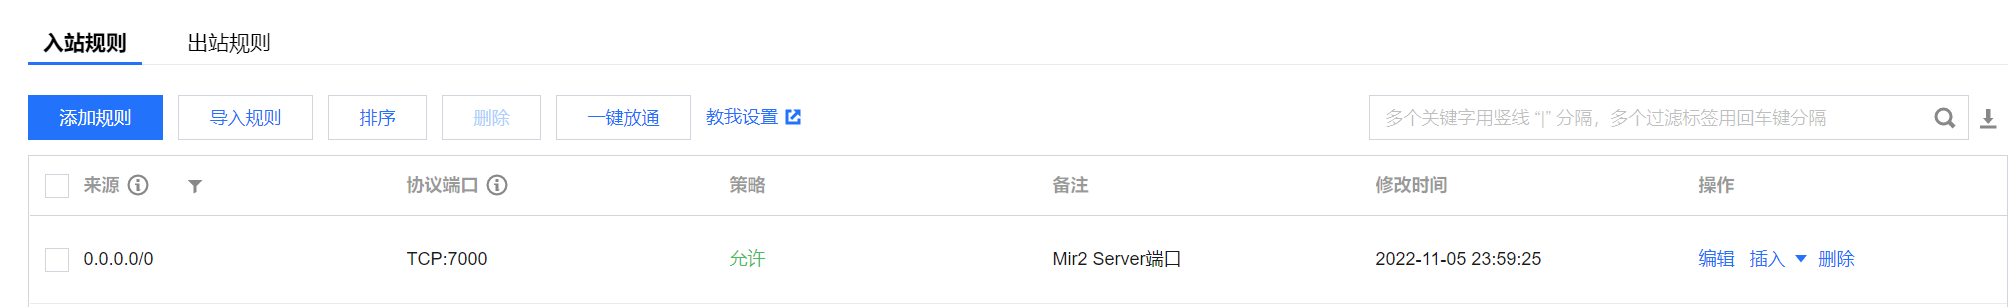 入站规则 出站规则
添加规则 导入规则 排序 删除 一键放通 教我设置 多个关键字用竖线 “|” 分隔，多个过滤标签用回车键分隔
来源 协议端口 策略 备注 修改时间 操作
0.0.0.0/0 TCP:7000 允许 Mir2 Server端口 2022-11-05 23:59:25 编辑 插入 删除